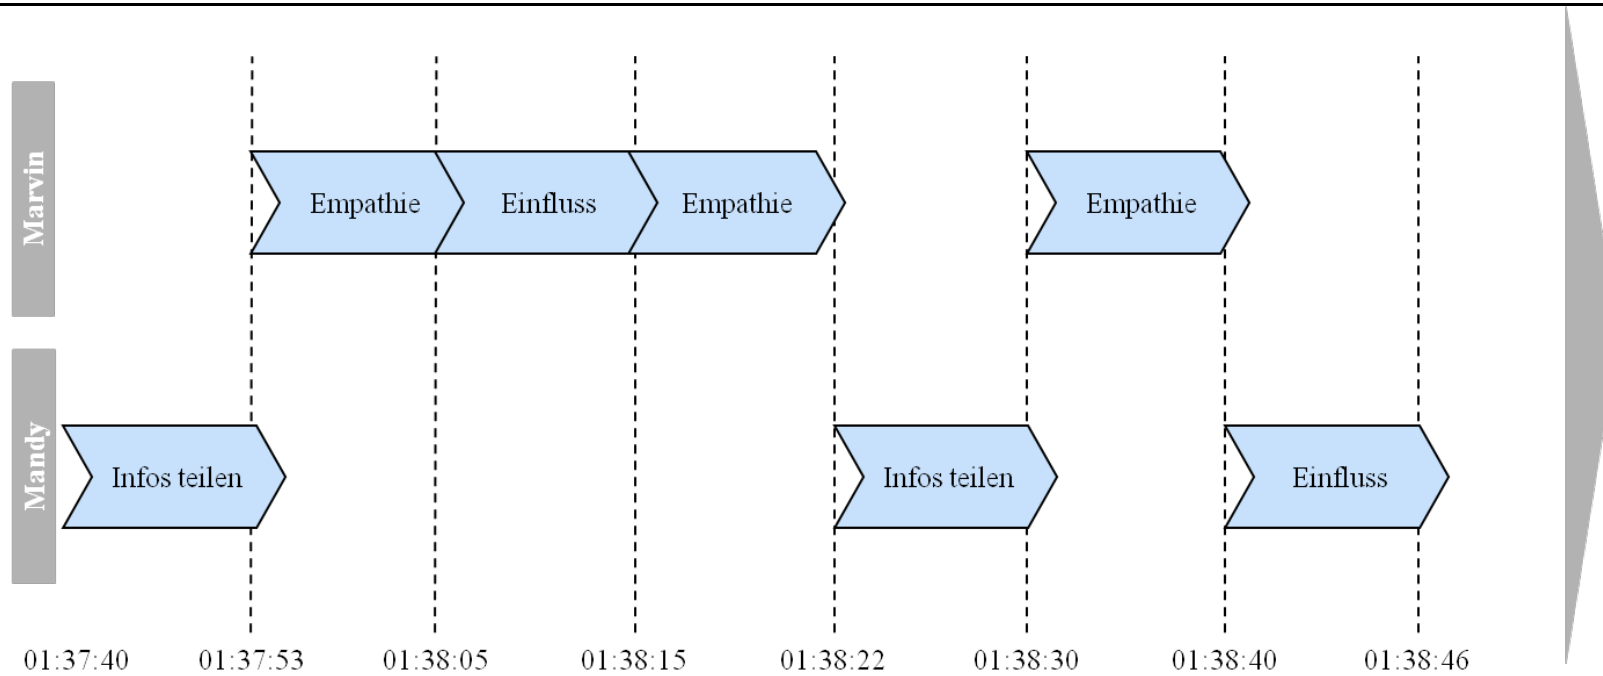 Marvin
Empathie
Einfluss
Empathie
Empathie
Mandy
Infos teilen
Infos teilen
Einfluss
01:37:40
01:37:53
01:38:05
01:38:15
01:38:22
01:38:30
01:38:40
01:38:46